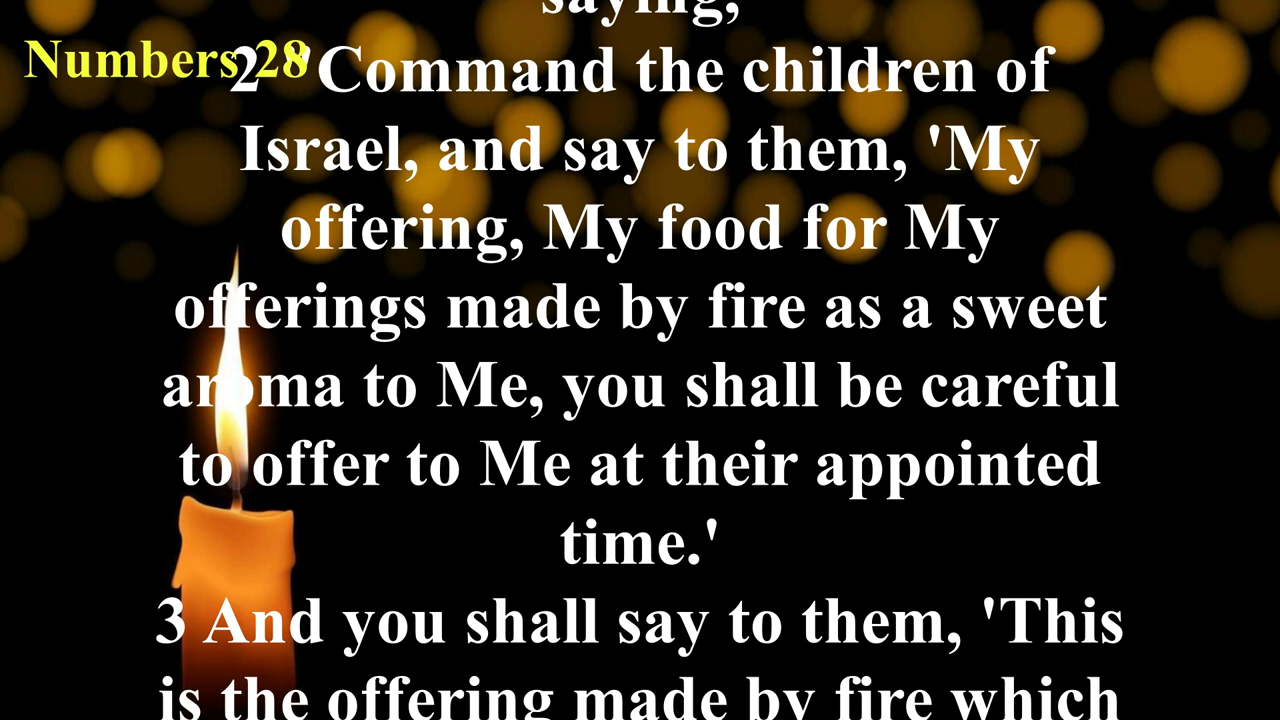 saying,
Numbers 28
2 "Command the children of
Israel, and say to them, 'My
offering, My food for My
offerings made by fire as a sweet
aroma to Me, you shall be careful
to offer to Me at their appointed
time.'
3 And you shall say to them, 'This
is the offering made by fire which